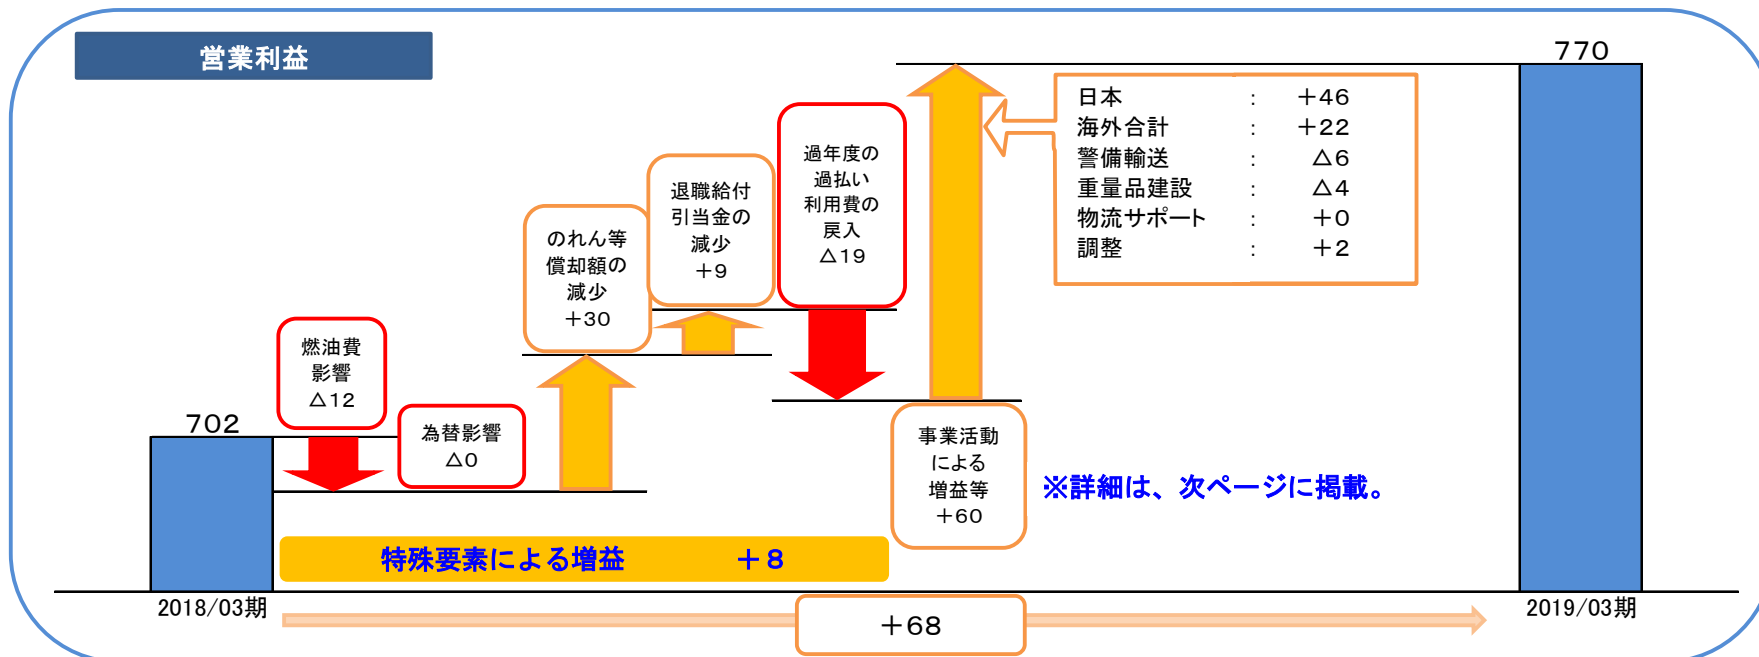 営業利益
770
日本 : +46
海外合計 : +22
警備輸送 : △6
重量品建設 : △4
物流サポート : +0
調整 : +2
過年度の
過払い
利用費の
戻入
△19
退職給付
引当金の
減少
+9
のれん等
償却額の
減少
+30
燃油費
影響
△12
為替影響
△0
702
事業活動
による
増益等
+60
※詳細は、次ページに掲載。
特殊要素による増益 +8
2018/03期
+68
2019/03期